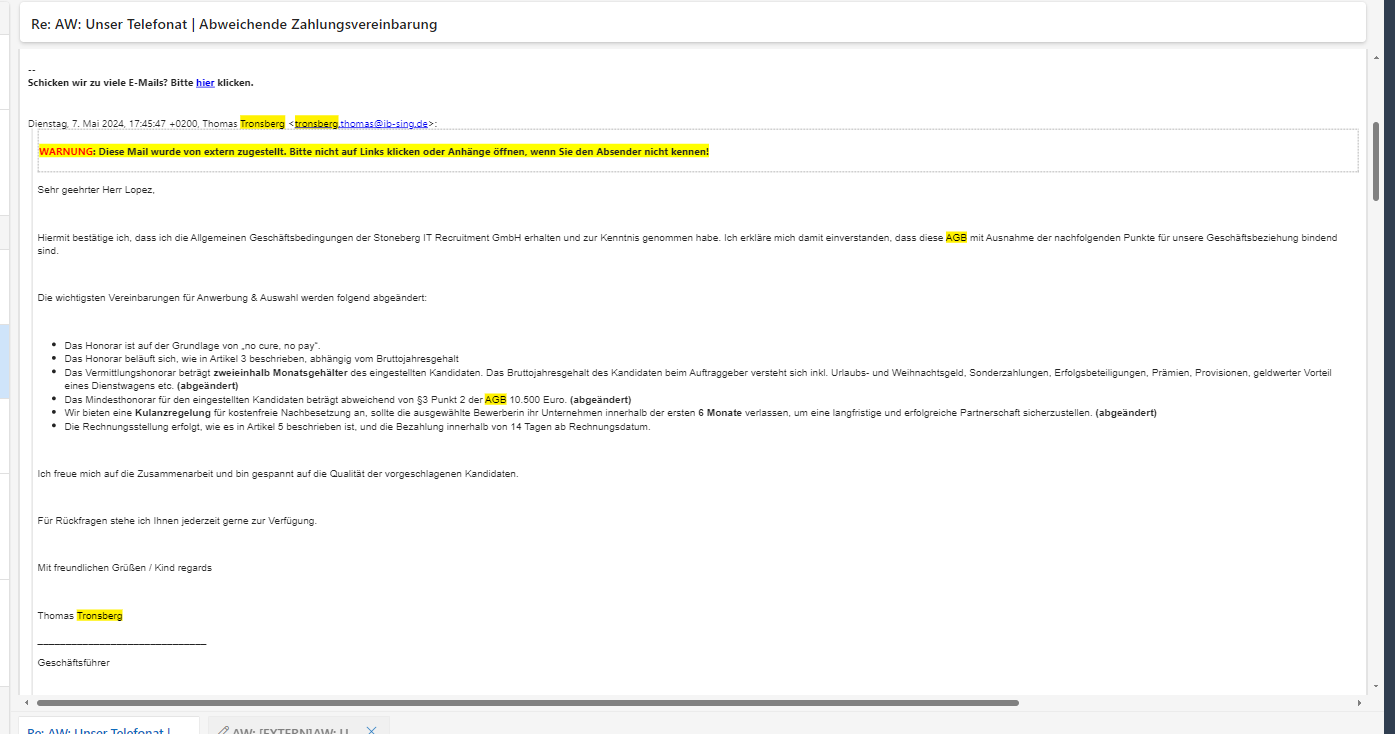 Re: AW: Unser Telefonat | Abweichende Zahlungsvereinbarung
--
Schicken wir zu viele E-Mails? Bitte hier klicken.
Dienstag, 7. Mai 2024, 17:45:47 +0200, Thomas Tronsberg <tronsberg.thomas@ib-sing.de>:
WARNUNG: Diese Mail wurde von extern zugestellt. Bitte nicht auf Links klicken oder Anhänge öffnen, wenn Sie den Absender nicht kennen!
Sehr geehrter Herr Lopez,
Hiermit bestätige ich, dass ich die Allgemeinen Geschäftsbedingungen der Stoneberg IT Recruitment GmbH erhalten und zur Kenntnis genommen habe. Ich erkläre mich damit einverstanden, dass diese AGB mit Ausnahme der nachfolgenden Punkte für unsere Geschäftsbeziehung bindend
sind.
Die wichtigsten Vereinbarungen für Anwerbung & Auswahl werden folgend abgeändert:
• Das Honorar ist auf der Grundlage von „no cure, no pay“.
• Das Honorar beläuft sich, wie in Artikel 3 beschrieben, abhängig vom Bruttojahresgehalt
• Das Vermittlungshonorar beträgt zweieinhalb Monatsgehälter des eingestellten Kandidaten. Das Bruttojahresgehalt des Kandidaten beim Auftraggeber versteht sich inkl. Urlaubs- und Weihnachtsgeld, Sonderzahlungen, Erfolgsbeteiligungen, Prämien, Provisionen, geldwerter Vorteil
eines Dienstwagens etc. (abgeändert)
• Das Mindesthonorar für den eingestellten Kandidaten beträgt abweichend von §3 Punkt 2 der AGB 10.500 Euro. (abgeändert)
• Wir bieten eine Kulanzregelung für kostenfreie Nachbesetzung an, sollte die ausgewählte Bewerberin ihr Unternehmen innerhalb der ersten 6 Monate verlassen, um eine langfristige und erfolgreiche Partnerschaft sicherzustellen. (abgeändert)
• Die Rechnungsstellung erfolgt, wie es in Artikel 5 beschrieben ist, und die Bezahlung innerhalb von 14 Tagen ab Rechnungsdatum.
Ich freue mich auf die Zusammenarbeit und bin gespannt auf die Qualität der vorgeschlagenen Kandidaten.
Für Rückfragen stehe ich Ihnen jederzeit gerne zur Verfügung.
Mit freundlichen Grüßen / Kind regards
Thomas Tronsberg
______________________________
Geschäftsführer
Re: AW: Unser Telefonat | AW: [EXTERN]AW: U